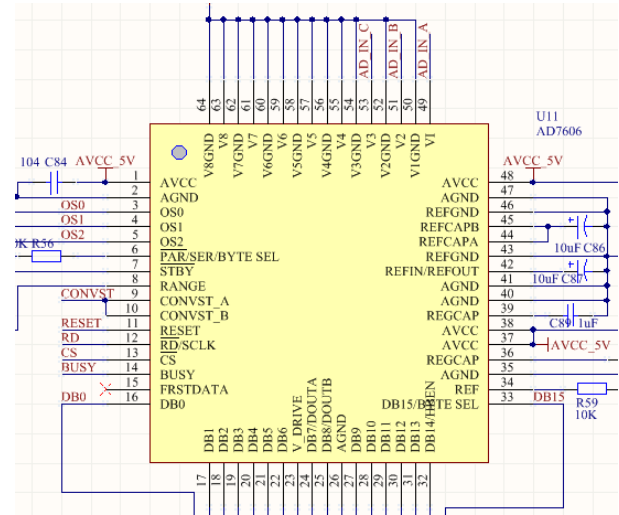 AD_IN_C
AD_IN_B
AD_IN_A
64
63
62
61
60
59
58
57
56
55
54
53
52
51
50
49
U11
AD7606
V8GND
V8
V7GND
V7
V6GND
V6
V5GND
V5
V4GND
V4
V3GND
V3
V2GND
V2
V1GND
VI
104 C84
AVCC_5V
AVCC_5V
1 AVCC AVCC 48
2 AGND AGND 47
OS0 3 OS0 REFGND 46
OS1 4 OS1 REFCAPB 45
OS2 5 OS2 REFCAPA 44
K R56 6 PAR/SER/BYTE SEL REFGND 43
10uF C86
7 STBY REFIN/REFOUT 42
8 RANGE AGND 41
10uF C87
CONVST 9 CONVST_A AGND 40
10 CONVST_B REGCAP 39
C89 1uF
RESET 11 RESET AVCC 38
RD 12 RD/SCLK AVCC 37
AVCC_5V
CS 13 CS REGCAP 36
BUSY 14 BUSY AGND 35
15 FRSTDATA REF 34
DB0 16 DB0 DB15/BYTE SEL 33 DB15
R59
10K
DB1
DB2
DB3
DB4
DB5
DB6
V_DRIVE
DB7/DOUTA
DB8/DOUTB
AGND
DB9
DB10
DB11
DB12
DB13
DB14/HBEN
17
18
19
20
21
22
23
24
25
26
27
28
29
30
31
32